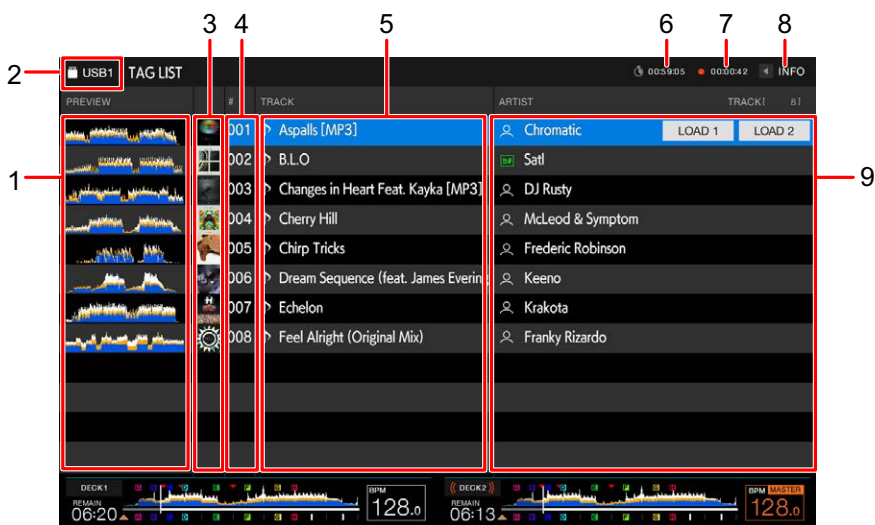 3 4 5 6 7 8
2 USB1 TAG LIST 00:59:05 00:00:42 INFO
PREVIEW # TRACK ARTIST TRACK[ 8]
001 Aspalls [MP3] Chromatic LOAD 1 LOAD 2
002 B.L.O Satl
1 003 Changes in Heart Feat. Kayka [MP3] DJ Rusty 9
004 Cherry Hill McLeod & Symptom
005 Chirp Tricks Frederic Robinson
006 Dream Sequence (feat. James Evering Keeno
007 Echelon Krakota
008 Feel Alright (Original Mix) Franky Rizardo
DECK1 BPM DECK2 BPM MASTER
REMAIN REMAIN
06:20 128.0 06:13 128.0